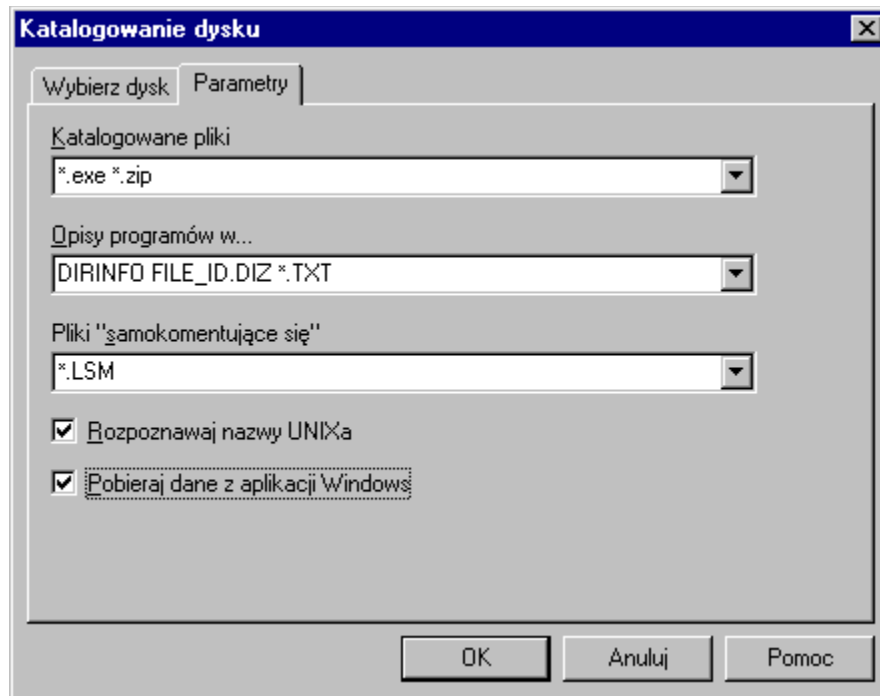 Katalogowanie dysku
Wybierz dysk Parametry
Katalogowane pliki
*.exe *.zip
Opisy programów w...
DIRINFO FILE_ID.DIZ *.TXT
Pliki "samokomentujące się"
*.LSM
Rozpoznawaj nazwy UNIXa
Pobieraj dane z aplikacji Windows
OK Anuluj Pomoc